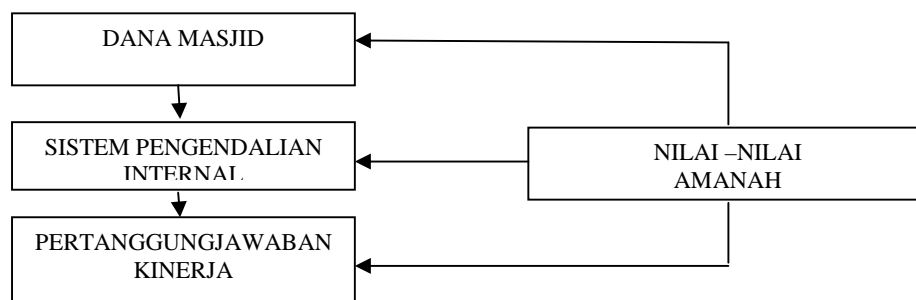 DANA MASJID
SISTEM PENGENDALIAN
INTERNAL
NILAI –NILAI
AMANAH
PERTANGGUNGJAWABAN
KINERJA